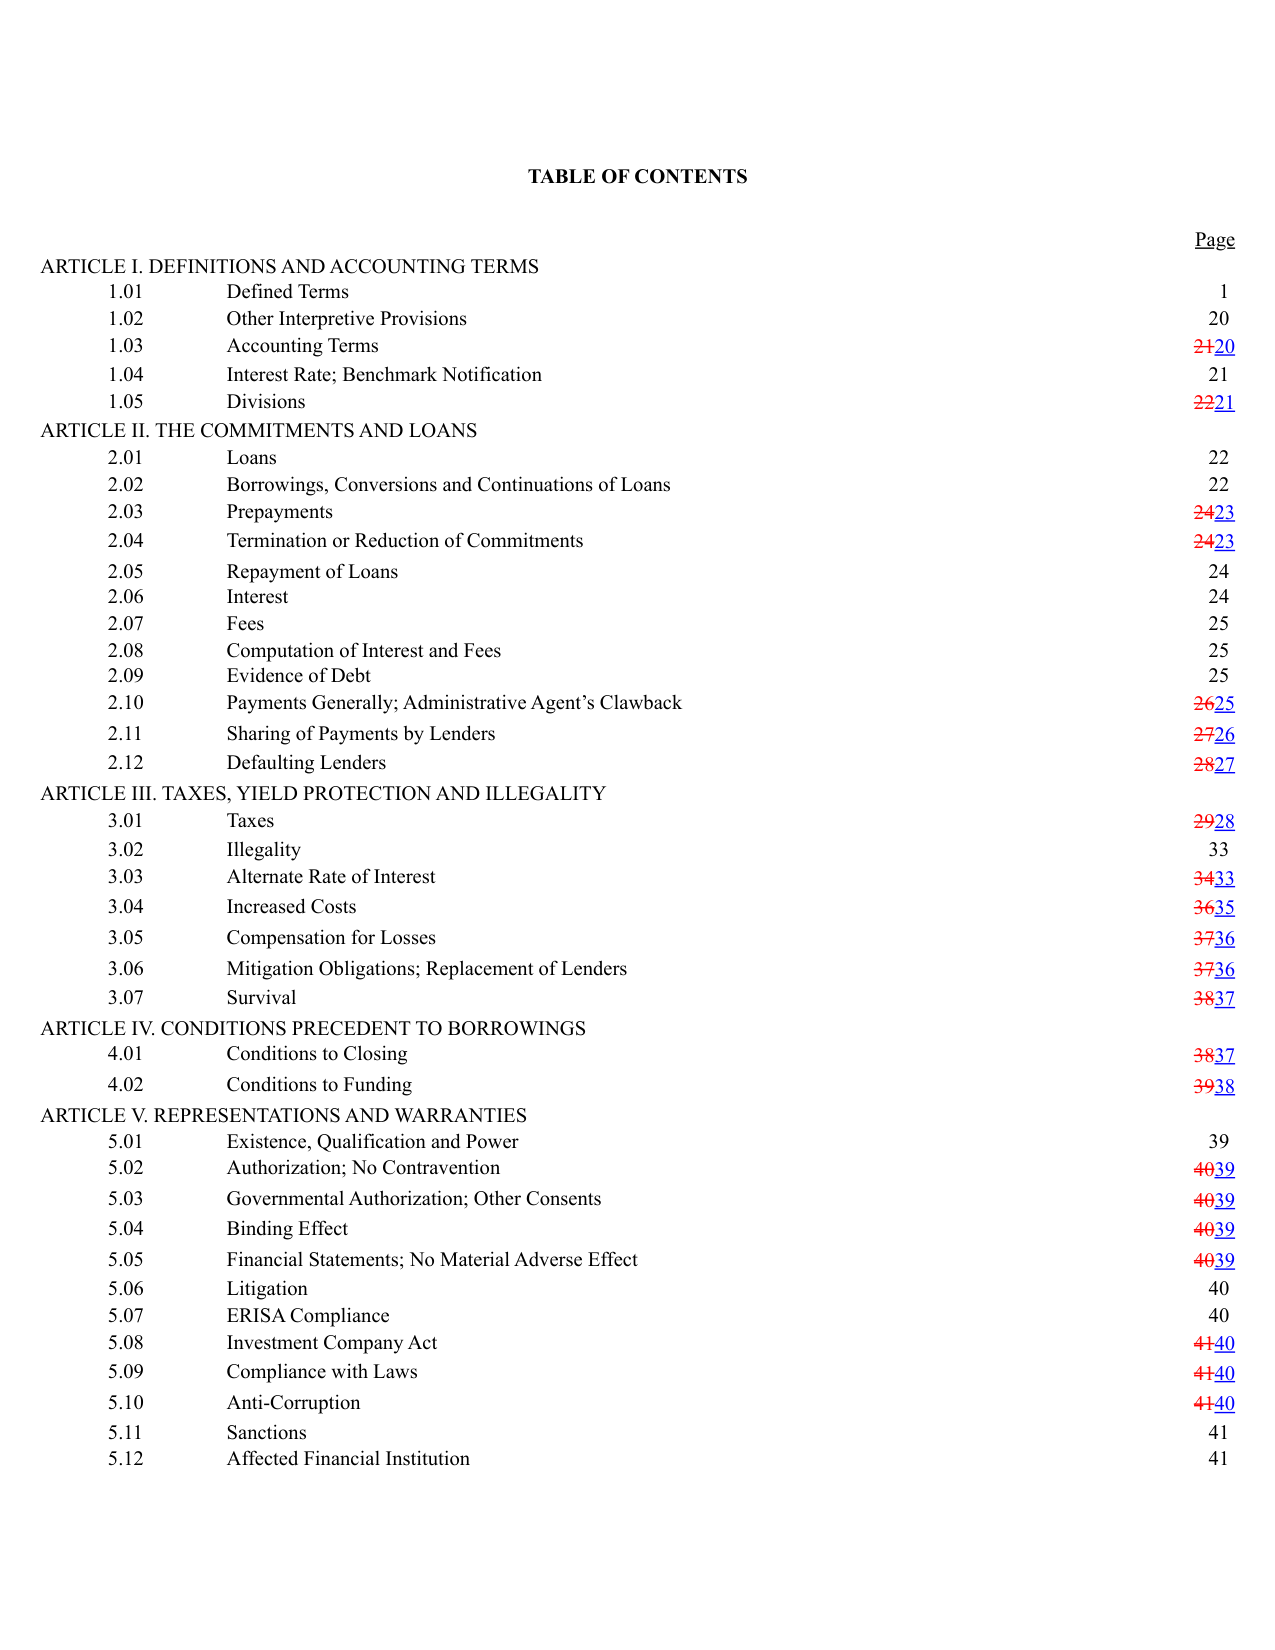 TABLE OF CONTENTS
Page
ARTICLE I. DEFINITIONS AND ACCOUNTING TERMS
1.01 Defined Terms 1
1.02 Other Interpretive Provisions 20
1.03 Accounting Terms 2120
1.04 Interest Rate; Benchmark Notification 21
1.05 Divisions 2221
ARTICLE II. THE COMMITMENTS AND LOANS
2.01 Loans 22
2.02 Borrowings, Conversions and Continuations of Loans 22
2.03 Prepayments 2423
2.04 Termination or Reduction of Commitments 2423
2.05 Repayment of Loans 24
2.06 Interest 24
2.07 Fees 25
2.08 Computation of Interest and Fees 25
2.09 Evidence of Debt 25
2.10 Payments Generally; Administrative Agent’s Clawback 2625
2.11 Sharing of Payments by Lenders 2726
2.12 Defaulting Lenders 2827
ARTICLE III. TAXES, YIELD PROTECTION AND ILLEGALITY
3.01 Taxes 2928
3.02 Illegality 33
3.03 Alternate Rate of Interest 3433
3.04 Increased Costs 3635
3.05 Compensation for Losses 3736
3.06 Mitigation Obligations; Replacement of Lenders 3736
3.07 Survival 3837
ARTICLE IV. CONDITIONS PRECEDENT TO BORROWINGS
4.01 Conditions to Closing 3837
4.02 Conditions to Funding 3938
ARTICLE V. REPRESENTATIONS AND WARRANTIES
5.01 Existence, Qualification and Power 39
5.02 Authorization; No Contravention 4039
5.03 Governmental Authorization; Other Consents 4039
5.04 Binding Effect 4039
5.05 Financial Statements; No Material Adverse Effect 4039
5.06 Litigation 40
5.07 ERISA Compliance 40
5.08 Investment Company Act 4140
5.09 Compliance with Laws 4140
5.10 Anti-Corruption 4140
5.11 Sanctions 41
5.12 Affected Financial Institution 41